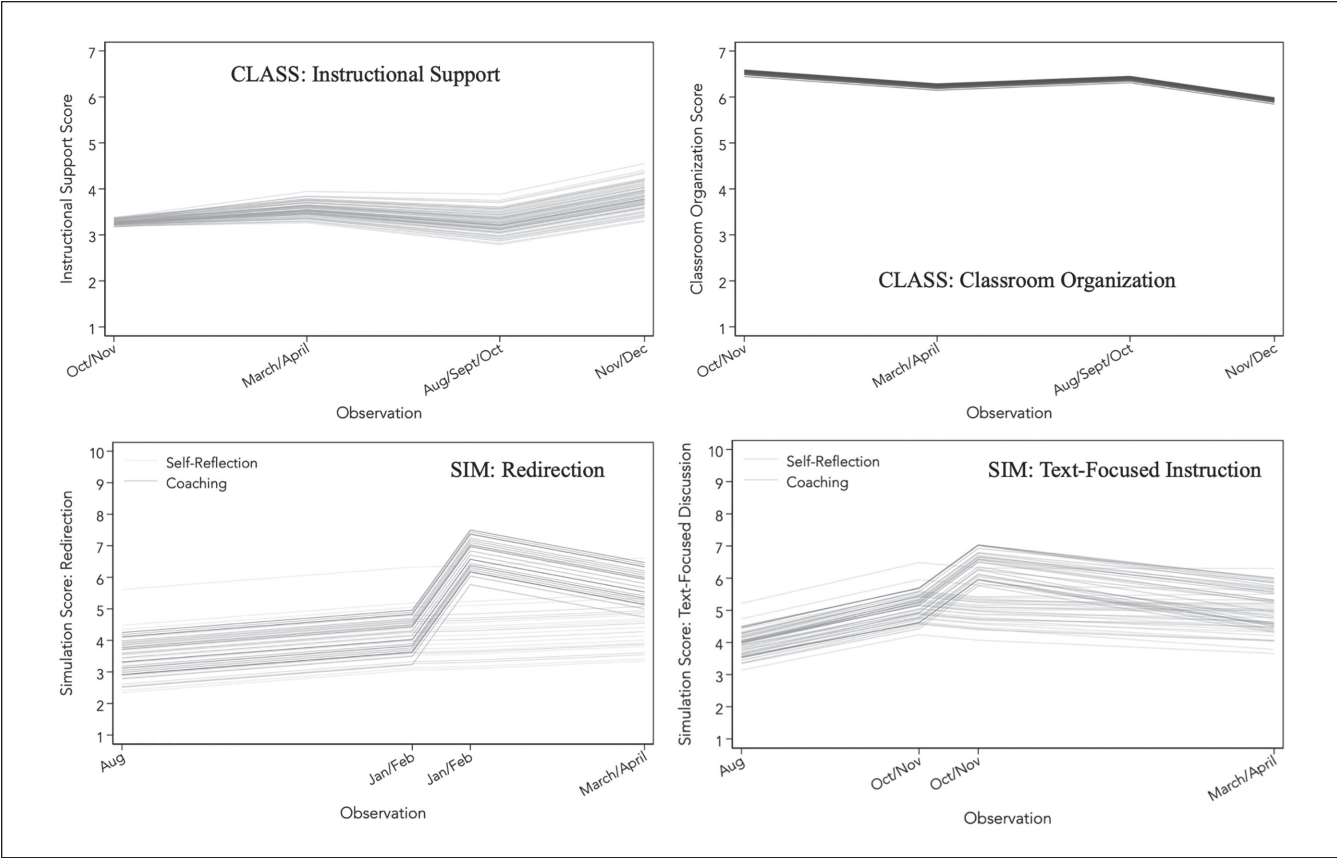 CLASS: Instructional Support
Instructional Support Score
7
6
5
4
3
2
1
Oct/Nov
March/April
Aug/Sept/Oct
Nov/Dec
Observation
CLASS: Classroom Organization
Classroom Organization Score
7
6
5
4
3
2
1
Oct/Nov
March/April
Aug/Sept/Oct
Nov/Dec
Observation
SIM: Redirection
Self-Reflection
Coaching
Simulation Score: Redirection
10
9
8
7
6
5
4
3
2
1
Aug
Jan/Feb
Jan/Feb
March/April
Observation
SIM: Text-Focused Instruction
Self-Reflection
Coaching
Simulation Score: Text-Focused Discussion
10
9
8
7
6
5
4
3
2
1
Aug
Oct/Nov
Oct/Nov
March/April
Observation